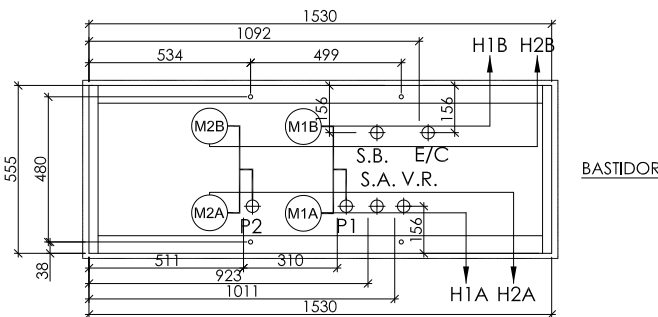 1530
1092
H1B H2B
534
499
156
156
M2B
M1B
S.B. E/C
S.A. V.R.
555
480
BASTIDOR
M2A
P2
M1A
P1
156
38
511
310
923
1011
H1A H2A
1530